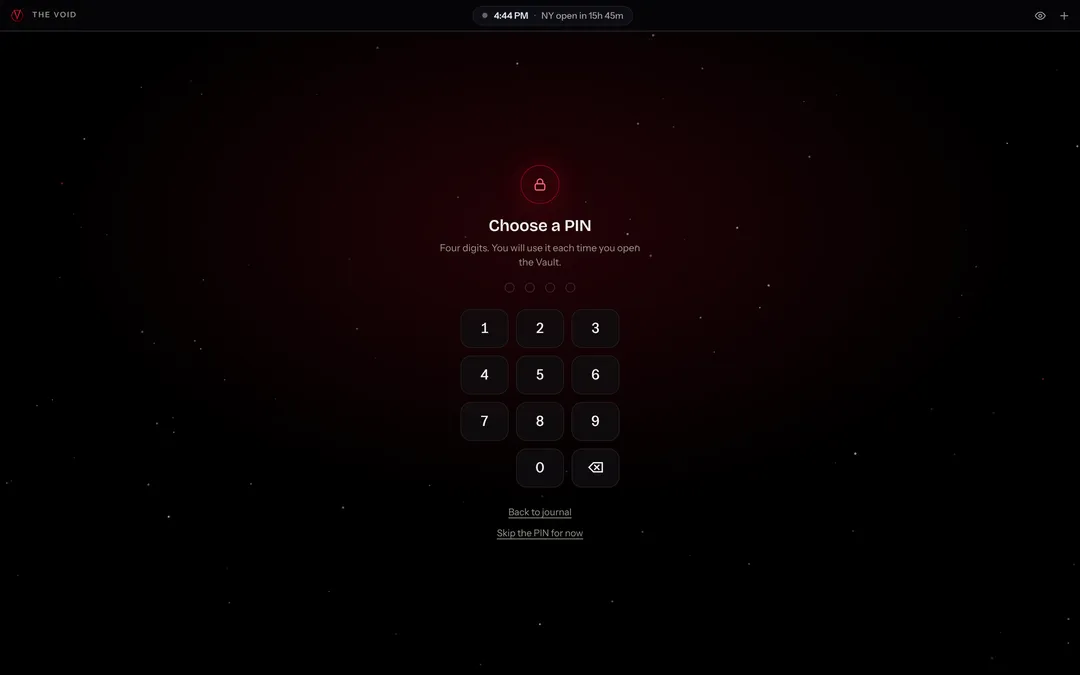 THE VOID
4:44 PM · NY open in 15h 45m
Choose a PIN
Four digits. You will use it each time you open
the Vault.
1 2 3
4 5 6
7 8 9
0
Back to journal
Skip the PIN for now